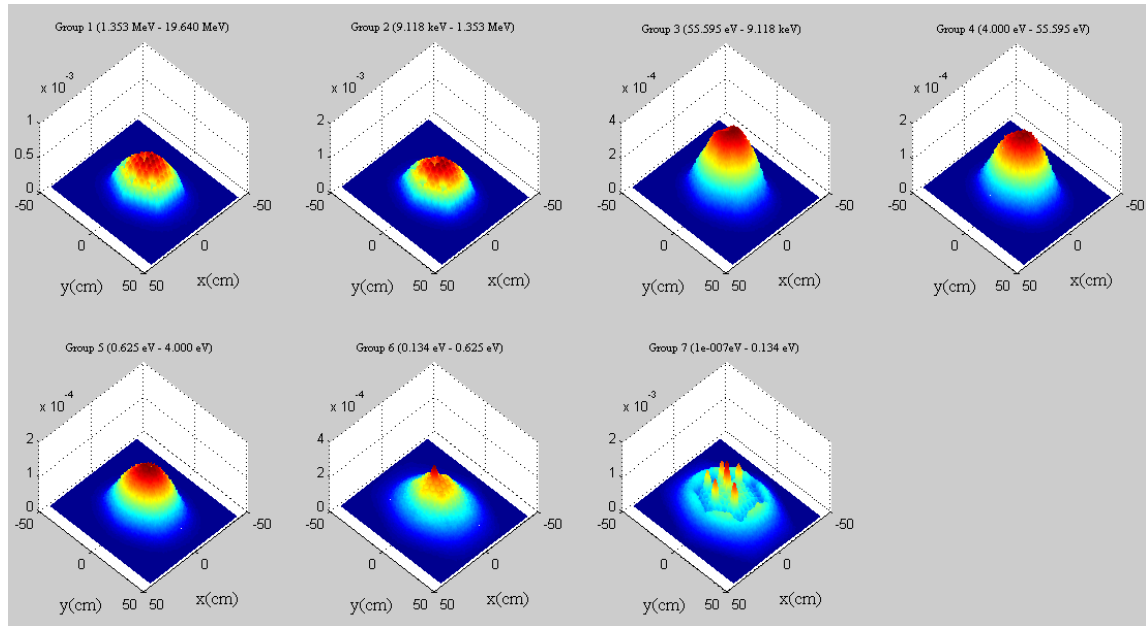 Group 1 (1.353 MeV - 19.640 MeV)
x 10
-3
1
0.5
0
-50
0
50
y(cm)
50
0
-50
x(cm)
Group 2 (9.118 keV - 1.353 MeV)
x 10
-3
2
1
0
-50
0
50
y(cm)
50
0
-50
x(cm)
Group 3 (55.595 eV - 9.118 keV)
x 10
-4
4
2
0
-50
0
50
y(cm)
50
0
-50
x(cm)
Group 4 (4.000 eV - 55.595 eV)
x 10
-4
2
1
0
-50
0
50
y(cm)
50
0
-50
x(cm)
Group 5 (0.625 eV - 4.000 eV)
x 10
-4
2
1
0
-50
0
50
y(cm)
50
0
-50
x(cm)
Group 6 (0.134 eV - 0.625 eV)
x 10
-4
4
2
0
-50
0
50
y(cm)
50
0
-50
x(cm)
Group 7 (1e-007eV - 0.134 eV)
x 10
-3
2
1
0
-50
0
50
y(cm)
50
0
-50
x(cm)